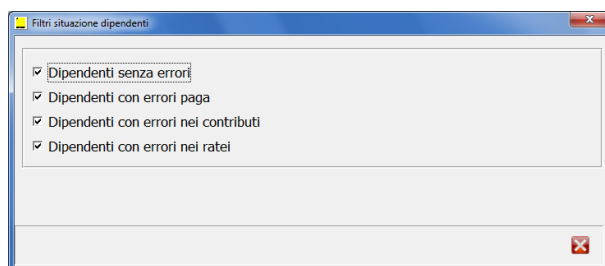 Filtri situazione dipendenti
Dipendenti senza errori
Dipendenti con errori paga
Dipendenti con errori nei contributi
Dipendenti con errori nei ratei